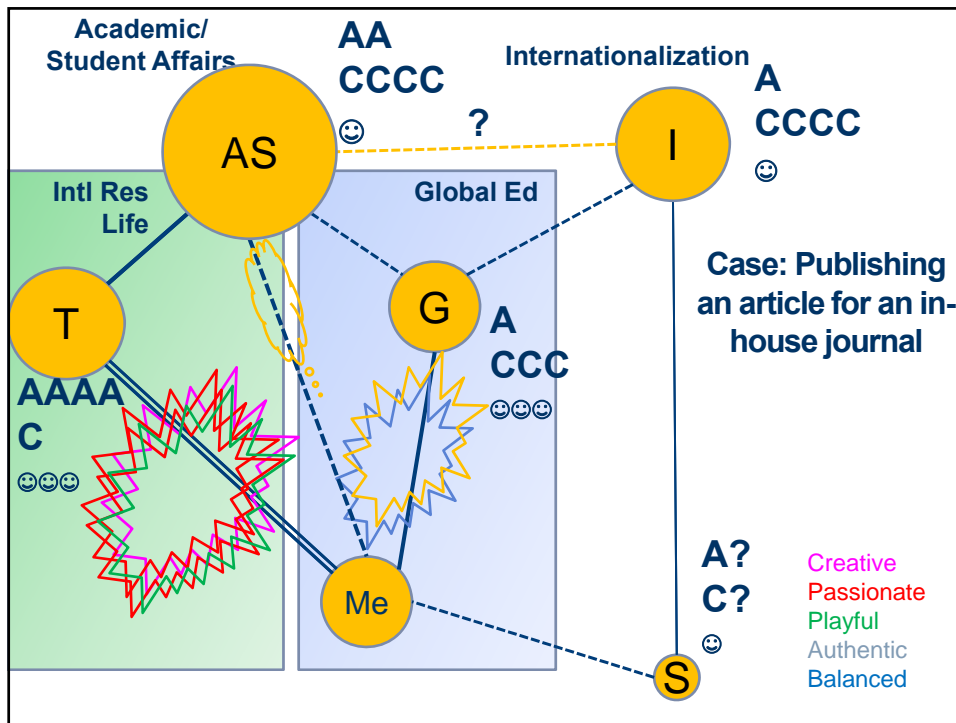 Academic/
Student Affairs
AA
CCCC
☺
?
Internationalization
A
CCCC
☺
AS
I
Intl Res
Life
Global Ed
T
G
A
CCC
☺☺☺
Case: Publishing
an article for an in-
house journal
AAAA
C
☺☺☺
Me
A?
C?
☺
S
Creative
Passionate
Playful
Authentic
Balanced